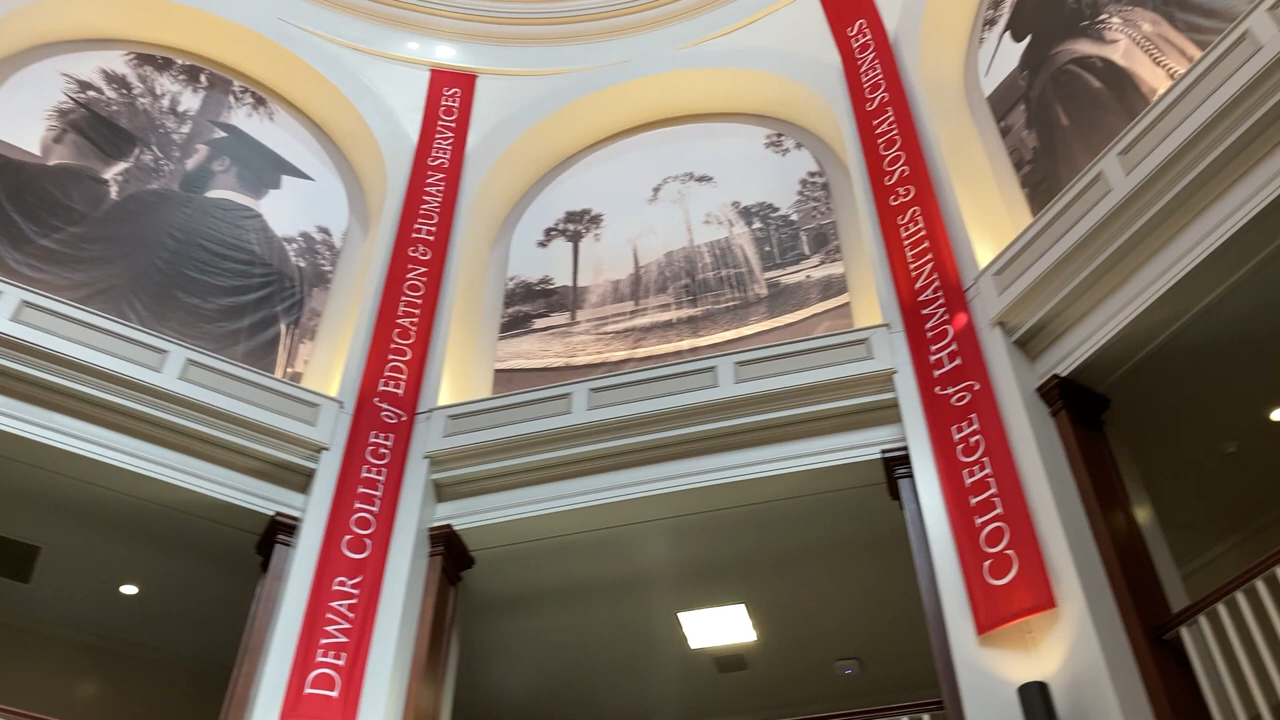 DEWAR COLLEGE of EDUCATION & HUMAN SERVICES
COLLEGE of HUMANITIES & SOCIAL SCIENCES